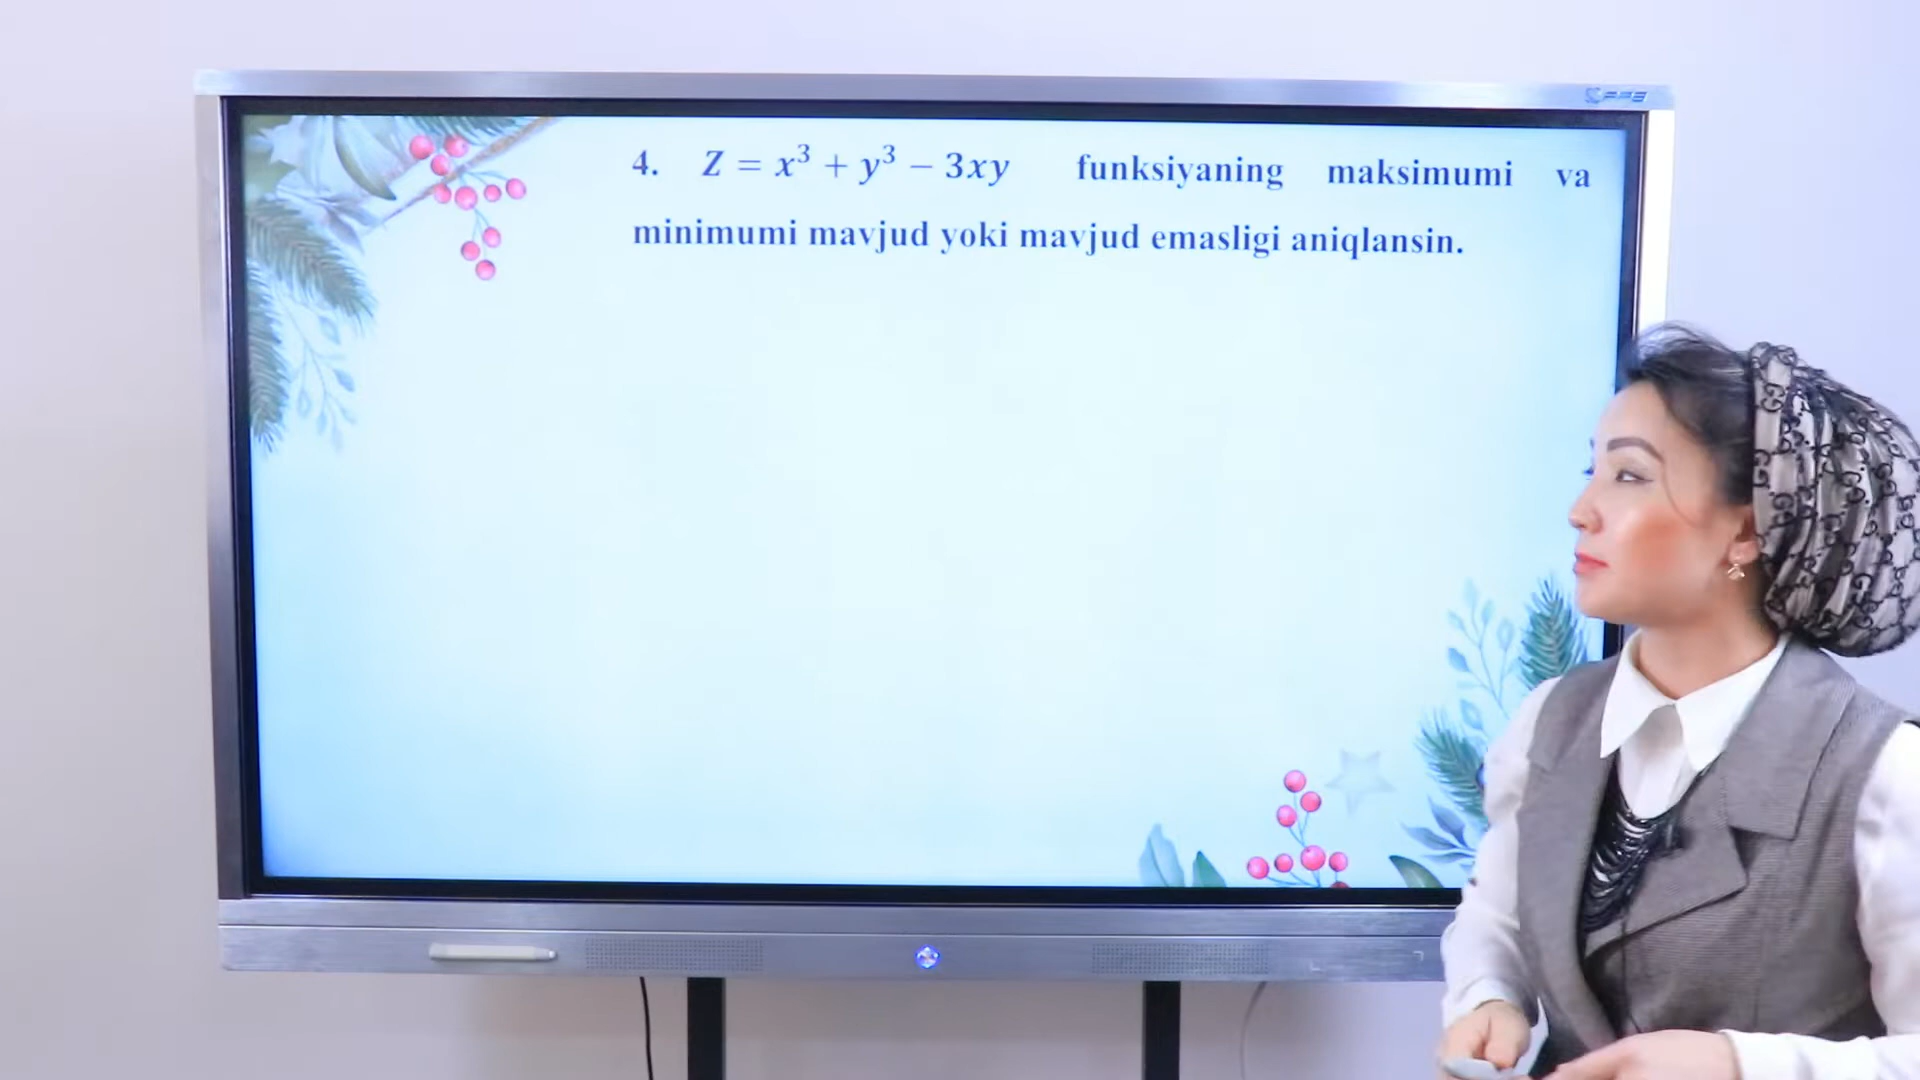 4. Z = x³ + y³ − 3xy funksiyaning maksimumi va
minimumi mavjud yoki mavjud emasligi aniqlansin.